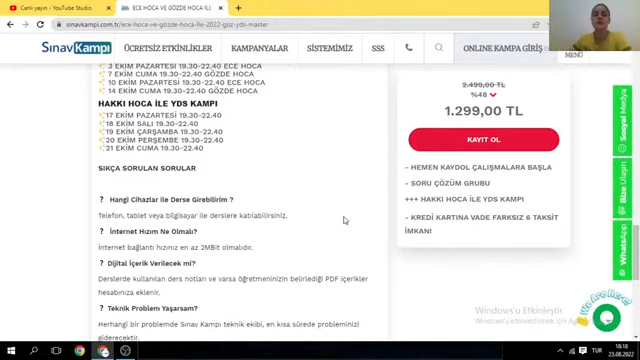 Canlı yayın - YouTube Studio
ECE HOCA VE GÖZDE HOCA İLE 2
sinavkampi.com.tr/ece-hoca-ve-gozde-hoca-ile-2022-guz-yds-master
SınavKampı
ÜCRETSİZ ETKİNLİKLER
KAMPANYALAR
SİSTEMİMİZ
SSS
ONLINE KAMPA GİRİŞ
MENÜ
3 EKİM PAZARTESİ 19.30-22.40 ECE HOCA
7 EKİM CUMA 19.30-22.40 GÖZDE HOCA
10 EKİM PAZARTESİ 19.30-22.40 ECE HOCA
14 EKİM CUMA 19.30-22.40 GÖZDE HOCA
HAKKI HOCA İLE YDS KAMPI
17 EKİM PAZARTESİ 19.30-22.40
18 EKİM SALI 19.30-22.40
19 EKİM ÇARŞAMBA 19.30-22.40
20 EKİM PERŞEMBE 19.30-22.40
21 EKİM CUMA 19.30-22.40
SIKÇA SORULAN SORULAR
? Hangi Cihazlar ile Derse Girebilirim ?
Telefon, tablet veya bilgisayar ile derslere katılabilirsiniz.
? İnternet Hızım Ne Olmalı?
İnternet bağlantı hızınız en az 2MBit olmalıdır.
? Dijital İçerik Verilecek mi?
Derslerde kullanılan ders notları ve varsa öğretmeninizin belirlediği PDF içerikler
hesabınıza eklenir.
? Teknik Problem Yaşarsam?
Herhangi bir problemde Sınav Kampı teknik ekibi, en kısa sürede probleminizi
giderecektir.
2.499,00 TL
%48
1.299,00 TL
KAYIT OL
– HEMEN KAYDOL ÇALIŞMALARA BAŞLA
– SORU ÇÖZÜM GRUBU
+++ HAKKI HOCA İLE YDS KAMPI
– KREDİ KARTINA VADE FARKSIZ 6 TAKSİT
İMKANI
Sosyal Medya
Bize Ulaşın
WhatsApp
We Are Here!
Windows'u Etkinleştir
Windows'u etkinleştirmek için
TUR
18:18
23.08.2022